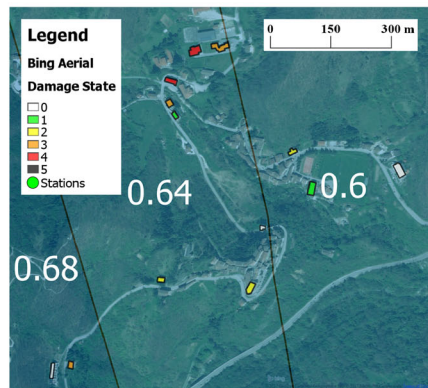 Legend
Bing Aerial
Damage State
0
1
2
3
4
5
Stations
0 150 300 m
0.64
0.6
0.68